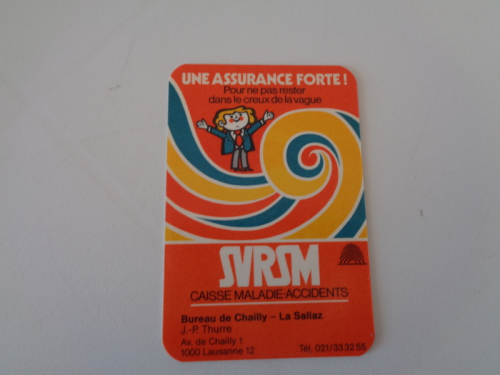 UNE ASSURANCE FORTE !
Pour ne pas rester
dans le creux de la vague
SVRSM
CAISSE MALADIE-ACCIDENTS
Bureau de Chailly – La Sallaz
J.-P. Thurre
Av. de Chailly 1
1000 Lausanne 12 Tél. 021/33 32 55